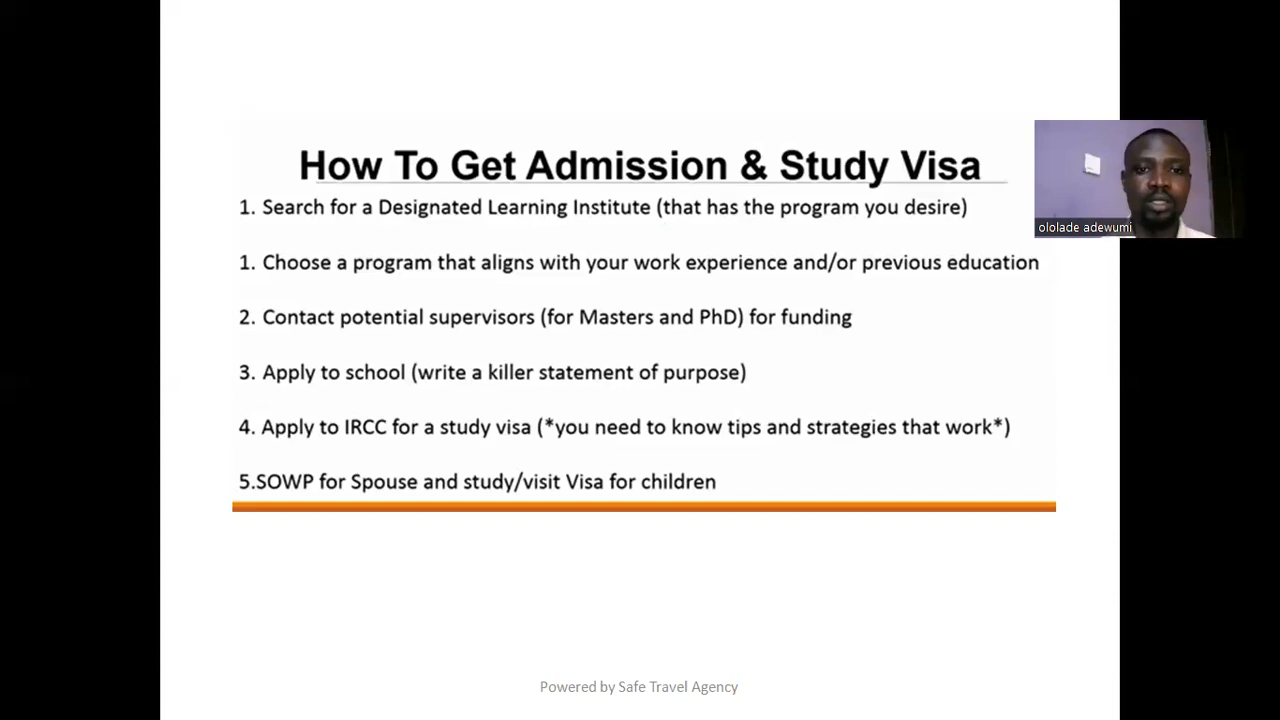 How To Get Admission & Study Visa
1. Search for a Designated Learning Institute (that has the program you desire)
ololade adewumi
1. Choose a program that aligns with your work experience and/or previous education
2. Contact potential supervisors (for Masters and PhD) for funding
3. Apply to school (write a killer statement of purpose)
4. Apply to IRCC for a study visa (*you need to know tips and strategies that work*)
5.SOWP for Spouse and study/visit Visa for children
Powered by Safe Travel Agency